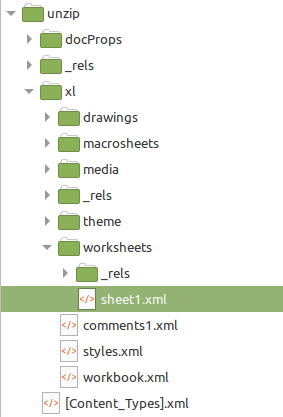 unzip
docProps
_rels
xl
drawings
macrosheets
media
_rels
theme
worksheets
_rels
sheet1.xml
comments1.xml
styles.xml
workbook.xml
[Content_Types].xml